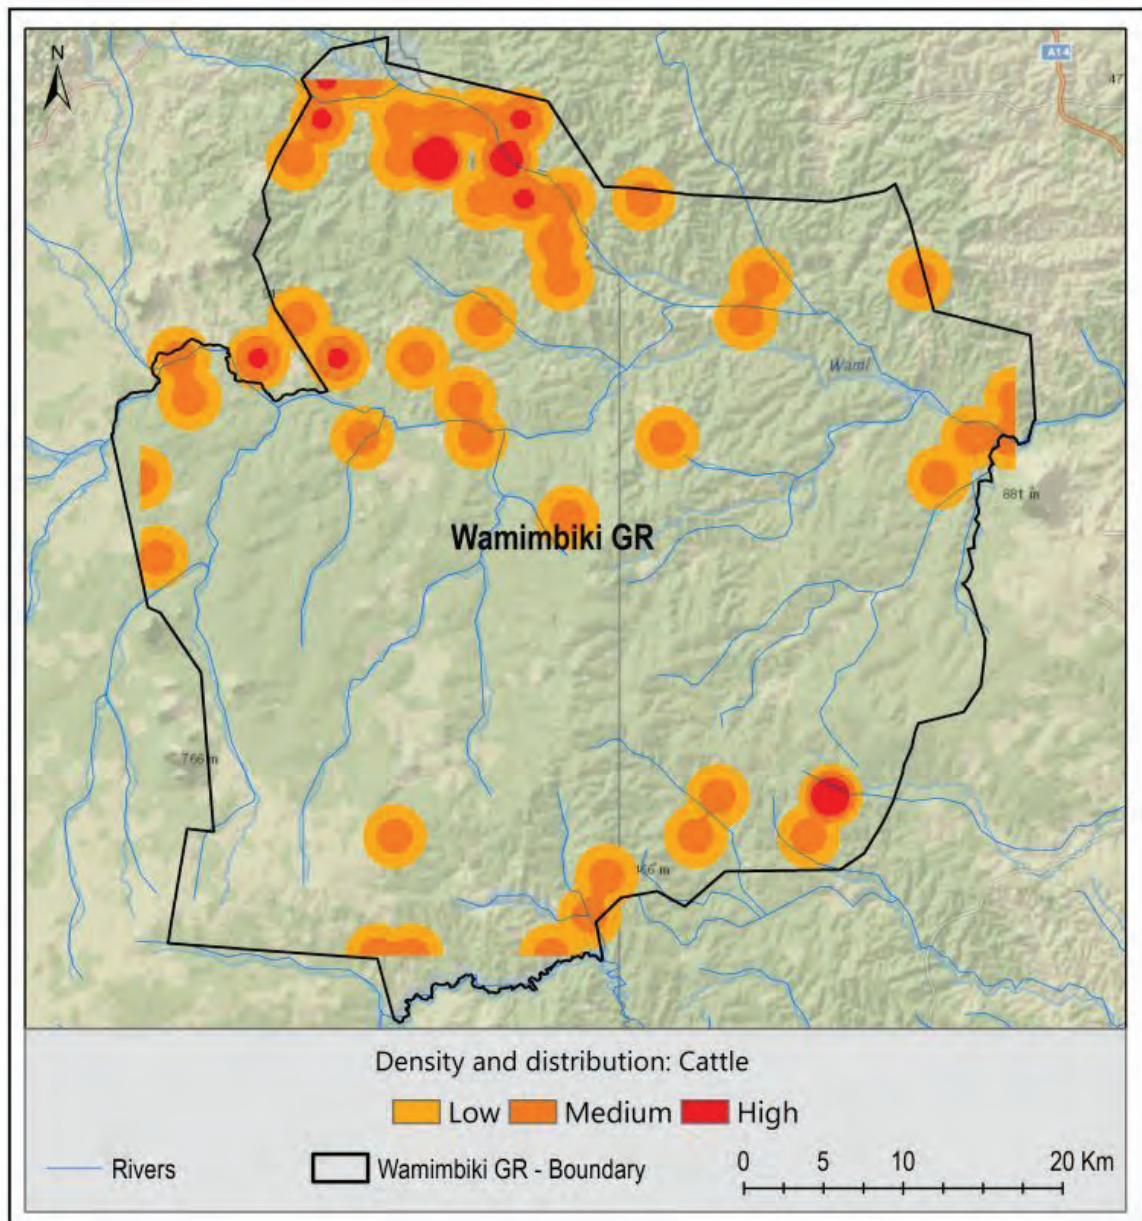 N
A14
47
Wami
881 m
Wamimbiki GR
766 m
Density and distribution: Cattle
Low Medium High
Rivers
Wamimbiki GR - Boundary
0 5 10 20 Km